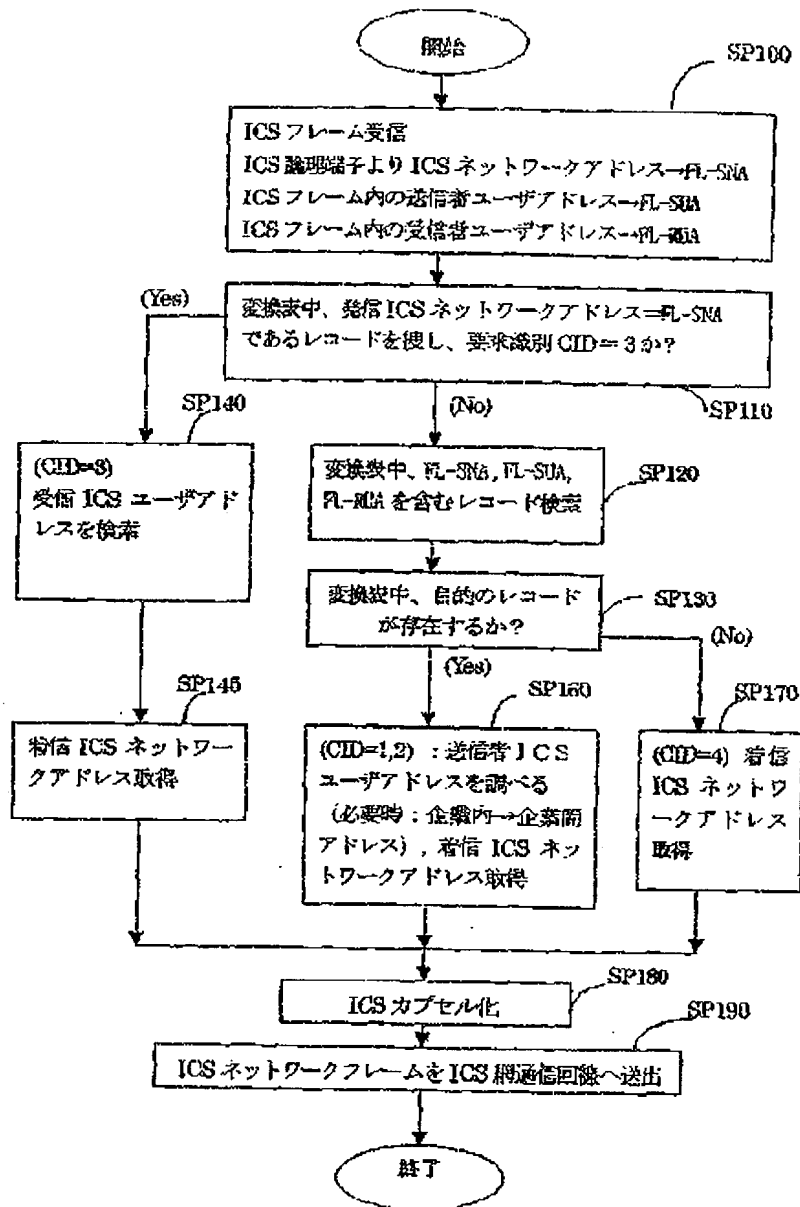 開始
SP100
ICS フレーム受信
ICS 論理端子より ICS ネットワークアドレス→FL-SNA
ICS フレーム内の送信者ユーザアドレス→FL-SUA
ICS フレーム内の受信者ユーザアドレス→FL-RUA
(Yes)
変換表中、発信 ICS ネットワークアドレス＝FL-SNA
であるレコードを捜し、要求識別 CID＝3か？
SP110
(No)
SP140
(CID=3)
受信 ICS ユーザアド
レスを検索
変換表中、FL-SNA, FL-SUA,
FL-RUA を含むレコード検索
SP120
変換表中、目的のレコード
が存在するか？
SP130
(No)
(Yes)
SP145
着信 ICS ネットワー
クアドレス取得
SP160
(CID=1,2) ：送信者 ICS
ユーザアドレスを調べる
（必要時：企業内→企業間
アドレス）, 着信 ICS ネッ
トワークアドレス取得
SP170
(CID=4) 着信
ICS ネットワ
ークアドレス
取得
SP180
ICS カプセル化
SP190
ICS ネットワークフレームを ICS 網通信回線へ送出
終了